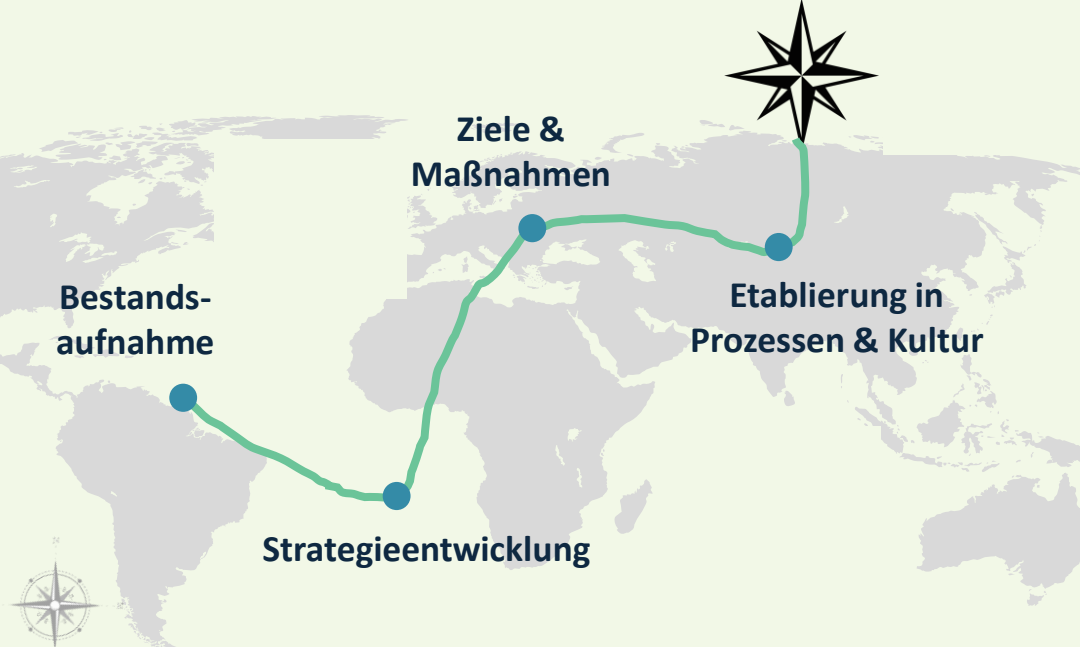 Bestands-
aufnahme
Strategieentwicklung
Ziele &
Maßnahmen
Etablierung in
Prozessen & Kultur